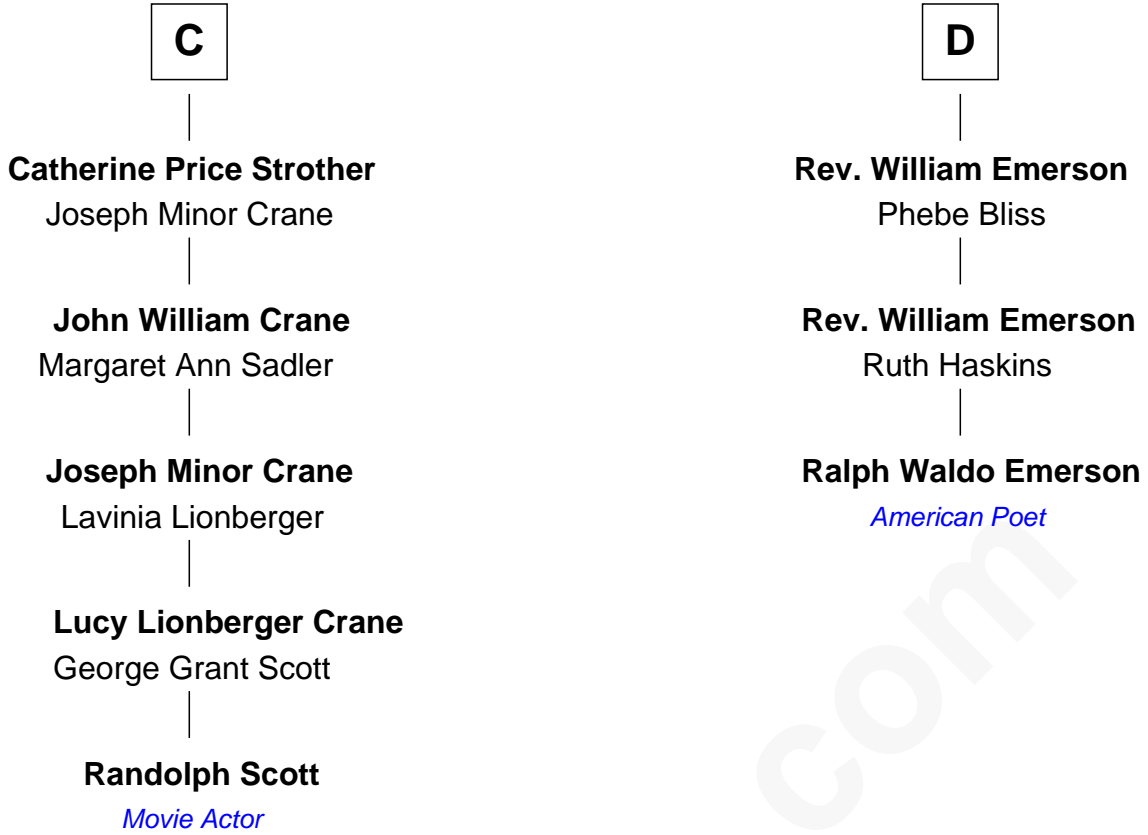 C
Catherine Price Strother
Joseph Minor Crane
John William Crane
Margaret Ann Sadler
Joseph Minor Crane
Lavinia Lionberger
Lucy Lionberger Crane
George Grant Scott
Randolph Scott
Movie Actor
D
Rev. William Emerson
Phebe Bliss
Rev. William Emerson
Ruth Haskins
Ralph Waldo Emerson
American Poet
com